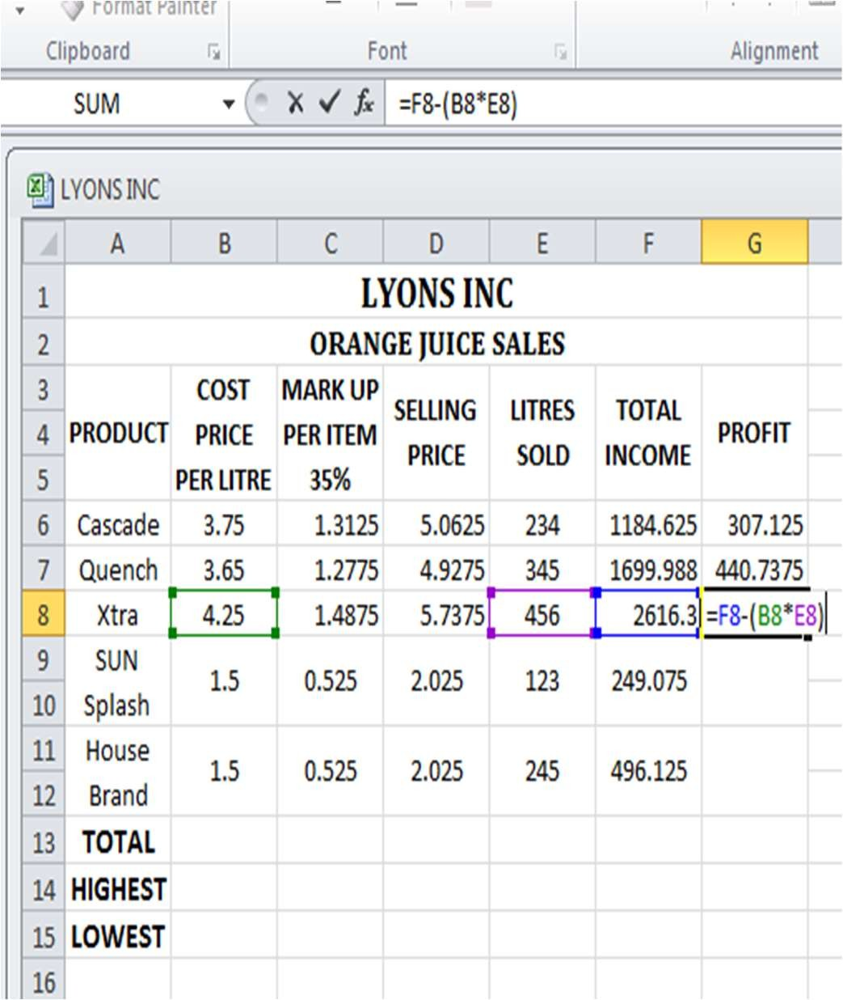 Format Painter
Clipboard Font Alignment
SUM fx =F8-(B8*E8)
LYONS INC
A B C D E F G
1 LYONS INC
2 ORANGE JUICE SALES
3 COST MARK UP
SELLING LITRES TOTAL
4 PRODUCT PRICE PER ITEM PROFIT
PRICE SOLD INCOME
5 PER LITRE 35%
6 Cascade 3.75 1.3125 5.0625 234 1184.625 307.125
7 Quench 3.65 1.2775 4.9275 345 1699.988 440.7375
8 Xtra 4.25 1.4875 5.7375 456 2616.3 =F8-(B8*E8)
9 SUN
1.5 0.525 2.025 123 249.075
10 Splash
11 House
1.5 0.525 2.025 245 496.125
12 Brand
13 TOTAL
14 HIGHEST
15 LOWEST
16